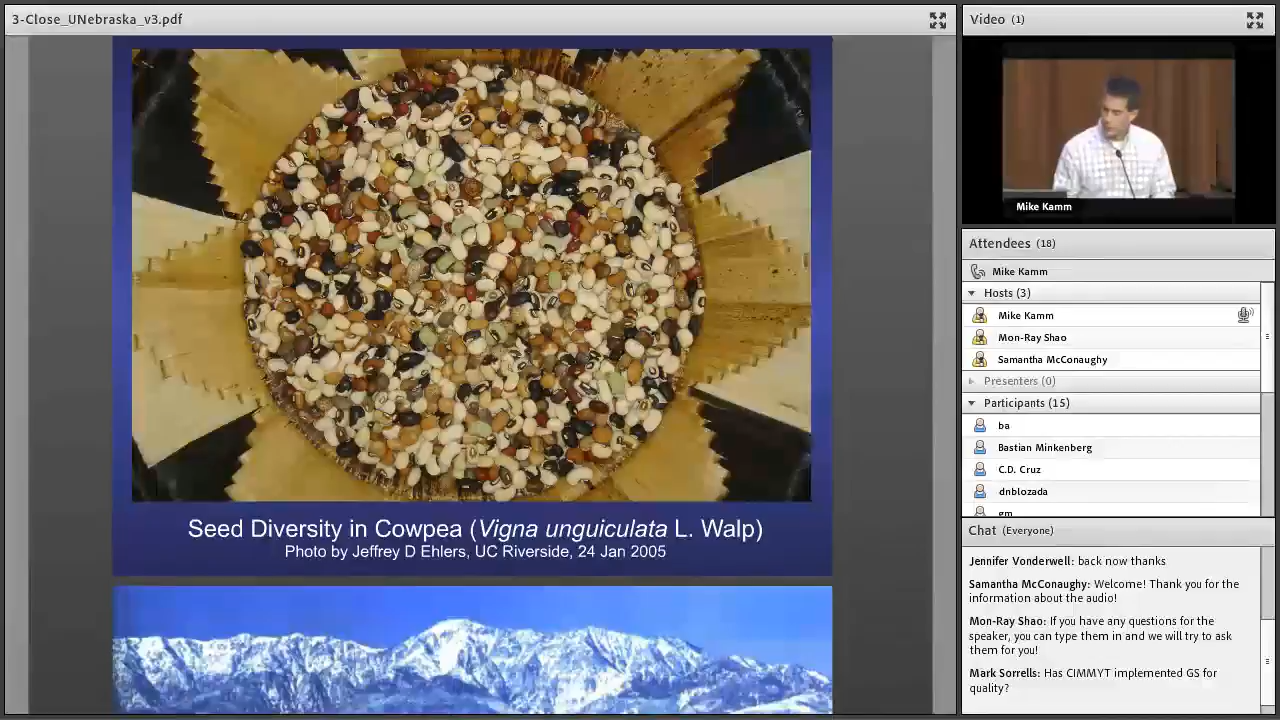 3-Close_UNebraska_v3.pdf
Seed Diversity in Cowpea (Vigna unguiculata L. Walp)
Photo by Jeffrey D Ehlers, UC Riverside, 24 Jan 2005
Video (1)
Mike Kamm
Attendees (18)
Mike Kamm
Hosts (3)
Mike Kamm
Mon-Ray Shao
Samantha McConaughy
Presenters (0)
Participants (15)
ba
Bastian Minkenberg
C.D. Cruz
dnblozada
gm
Chat (Everyone)
Jennifer Vonderwell: back now thanks
Samantha McConaughy: Welcome! Thank you for the
information about the audio!
Mon-Ray Shao: If you have any questions for the
speaker, you can type them in and we will try to ask
them for you!
Mark Sorrells: Has CIMMYT implemented GS for
quality?